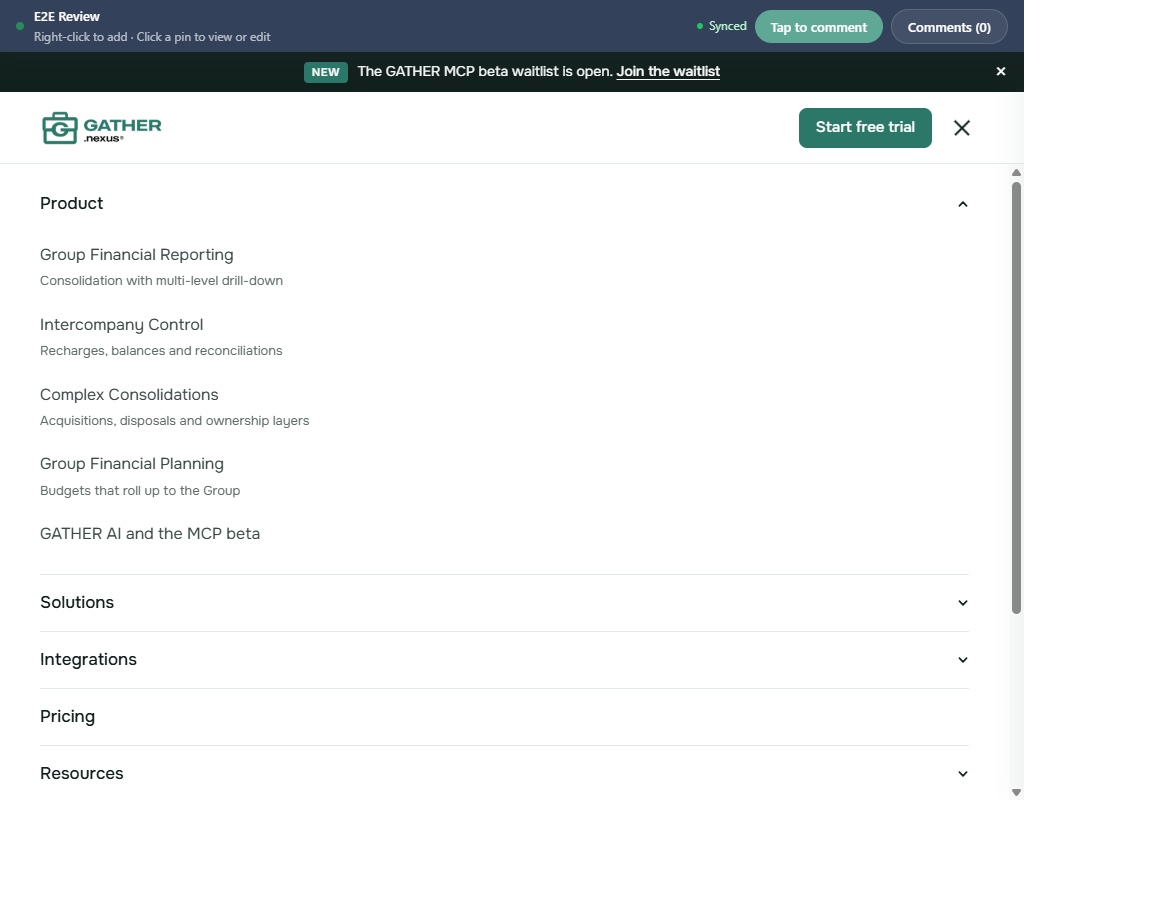 E2E Review
Right-click to add · Click a pin to view or edit
Synced
Tap to comment
Comments (0)
NEW
The GATHER MCP beta waitlist is open. Join the waitlist
GATHER
.nexus®
Start free trial
Product
Group Financial Reporting
Consolidation with multi-level drill-down
Intercompany Control
Recharges, balances and reconciliations
Complex Consolidations
Acquisitions, disposals and ownership layers
Group Financial Planning
Budgets that roll up to the Group
GATHER AI and the MCP beta
Solutions
Integrations
Pricing
Resources